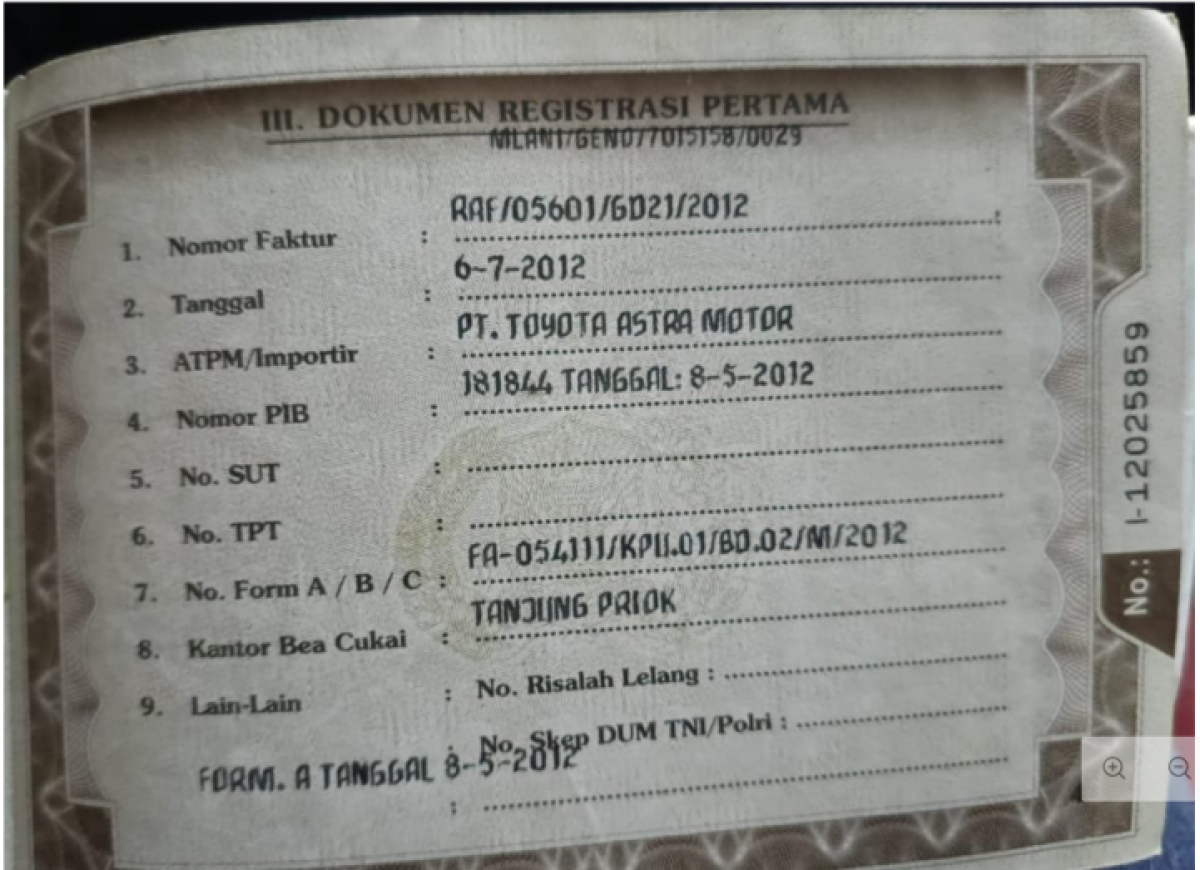 III. DOKUMEN REGISTRASI PERTAMA
MLANT/GENO77015158/0029
1. Nomor Faktur : RAF/05601/GD21/2012
2. Tanggal : 6-7-2012
3. ATPM/Importir : PT. TOYOTA ASTRA MOTOR
4. Nomor PIB : 181844 TANGGAL: 8-5-2012
5. No. SUT :
6. No. TPT :
7. No. Form A / B / C : FA-054111/KPU.01/BD.02/M/2012
8. Kantor Bea Cukai : TANJUNG PRIOK
9. Lain-Lain : No. Risalah Lelang :
: No. Skep DUM TNI/Polri :
FORM. A TANGGAL 8-5-2012
:
No.: I-12025859